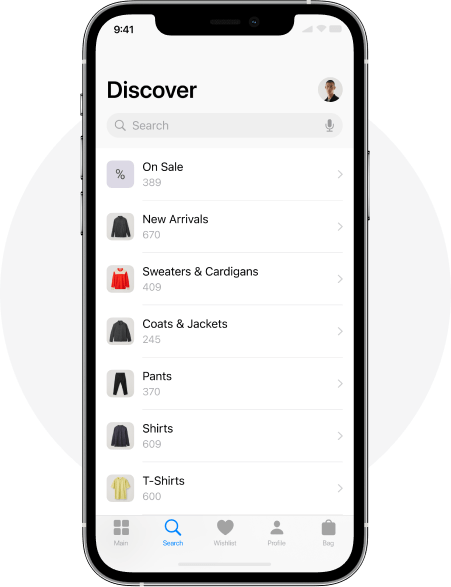 9:41
Discover
Search
%
On Sale
389
New Arrivals
670
Sweaters & Cardigans
409
Coats & Jackets
245
Pants
370
Shirts
609
T-Shirts
600
Main Search Wishlist Profile Bag